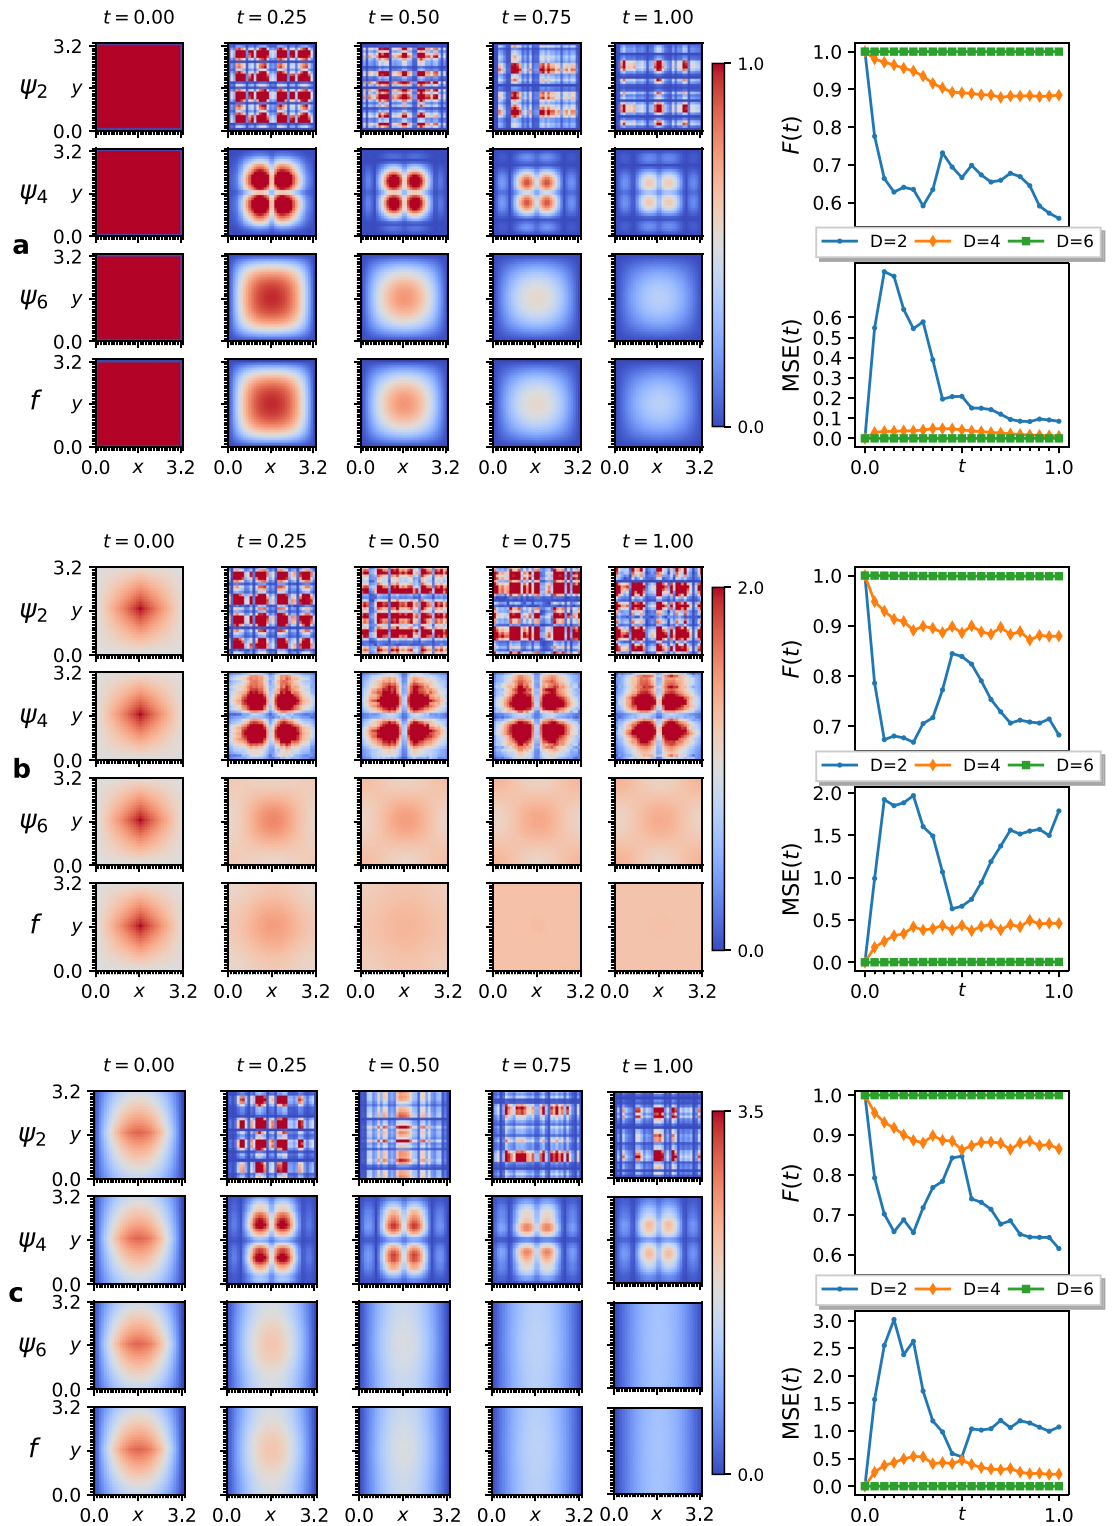 t = 0.00 t = 0.25 t = 0.50 t = 0.75 t = 1.00
ψ2 y 3.2 0.0
ψ4 y 3.2 0.0
a
ψ6 y 3.2 0.0
f y 3.2 0.0
0.0 x 3.2 0.0 x 3.2 0.0 x 3.2 0.0 x 3.2 0.0 x 3.2
1.0
0.0
F(t)
1.0
0.9
0.8
0.7
0.6
D=2 D=4 D=6
MSE(t)
0.6
0.5
0.4
0.3
0.2
0.1
0.0
0.0 t 1.0
t = 0.00 t = 0.25 t = 0.50 t = 0.75 t = 1.00
ψ2 y 3.2 0.0
ψ4 y 3.2 0.0
b
ψ6 y 3.2 0.0
f y 3.2 0.0
0.0 x 3.2 0.0 x 3.2 0.0 x 3.2 0.0 x 3.2 0.0 x 3.2
2.0
0.0
F(t)
1.0
0.9
0.8
0.7
D=2 D=4 D=6
MSE(t)
2.0
1.5
1.0
0.5
0.0
0.0 t 1.0
t = 0.00 t = 0.25 t = 0.50 t = 0.75 t = 1.00
ψ2 y 3.2 0.0
ψ4 y 3.2 0.0
c
ψ6 y 3.2 0.0
f y 3.2 0.0
0.0 x 3.2 0.0 x 3.2 0.0 x 3.2 0.0 x 3.2 0.0 x 3.2
3.5
0.0
F(t)
1.0
0.9
0.8
0.7
0.6
D=2 D=4 D=6
MSE(t)
3.0
2.5
2.0
1.5
1.0
0.5
0.0
0.0 t 1.0